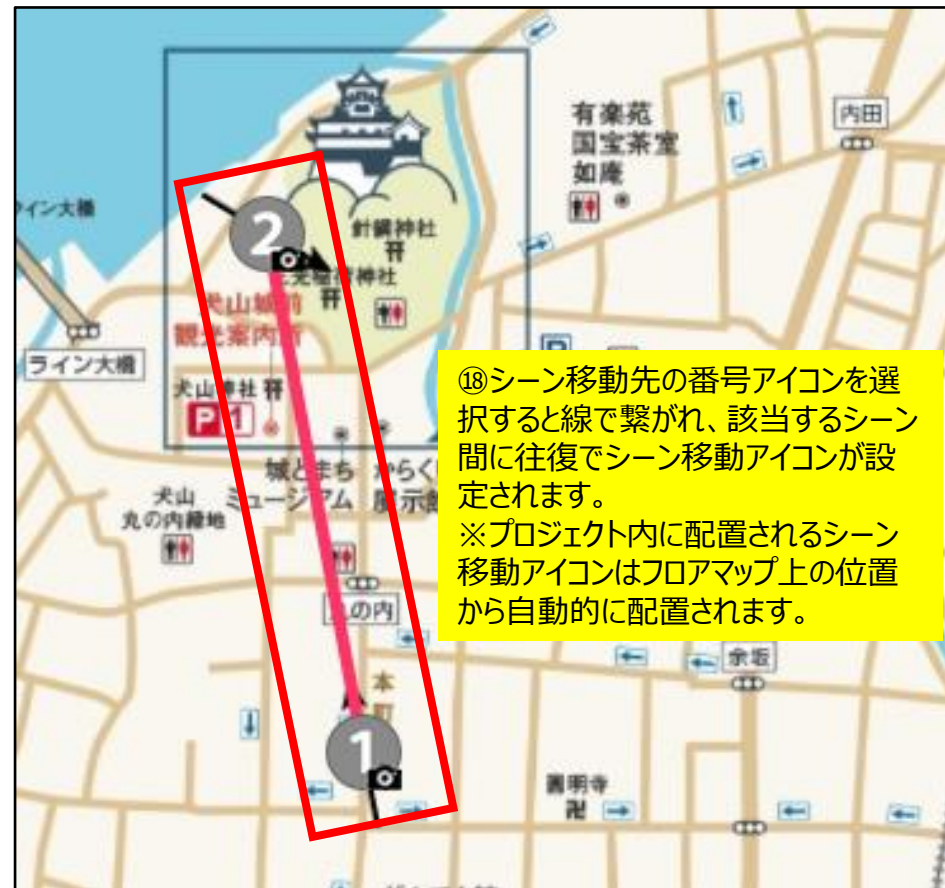 有楽苑
国宝茶室
如庵
内田
ライン大橋
2
針綱神社
犬山城前
観光案内所
ライン大橋
犬山神社
P1
城とまち
ミュージアム
からく
展示館
犬山
丸の内緑地
丸の内
本町
1
余坂
圓明寺
⑱シーン移動先の番号アイコンを選
択すると線で繋がれ、該当するシーン
間に往復でシーン移動アイコンが設
定されます。
※プロジェクト内に配置されるシーン
移動アイコンはフロアマップ上の位置
から自動的に配置されます。